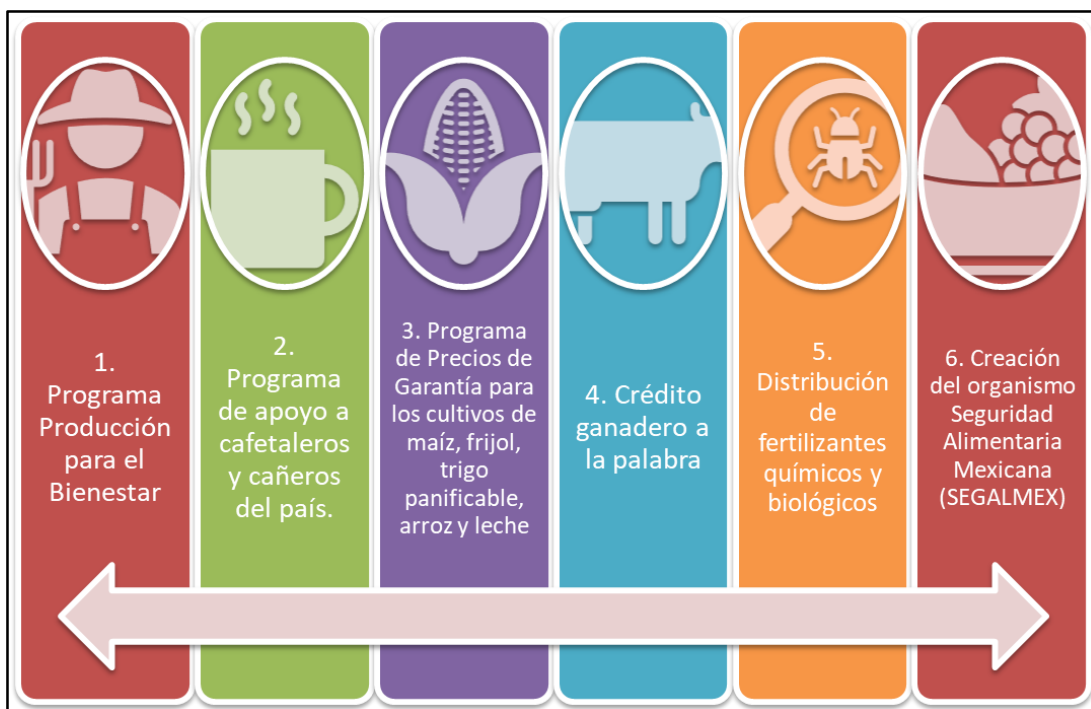 1.
Programa
Producción
para el
Bienestar
2.
Programa
de apoyo a
cafetaleros
y cañeros
del país.
3. Programa
de Precios de
Garantía para
los cultivos de
maíz, frijol,
trigo
panificable,
arroz y leche
4. Crédito
ganadero a
la palabra
5.
Distribución
de
fertilizantes
químicos y
biológicos
6. Creación
del organismo
Seguridad
Alimentaria
Mexicana
(SEGALMEX)